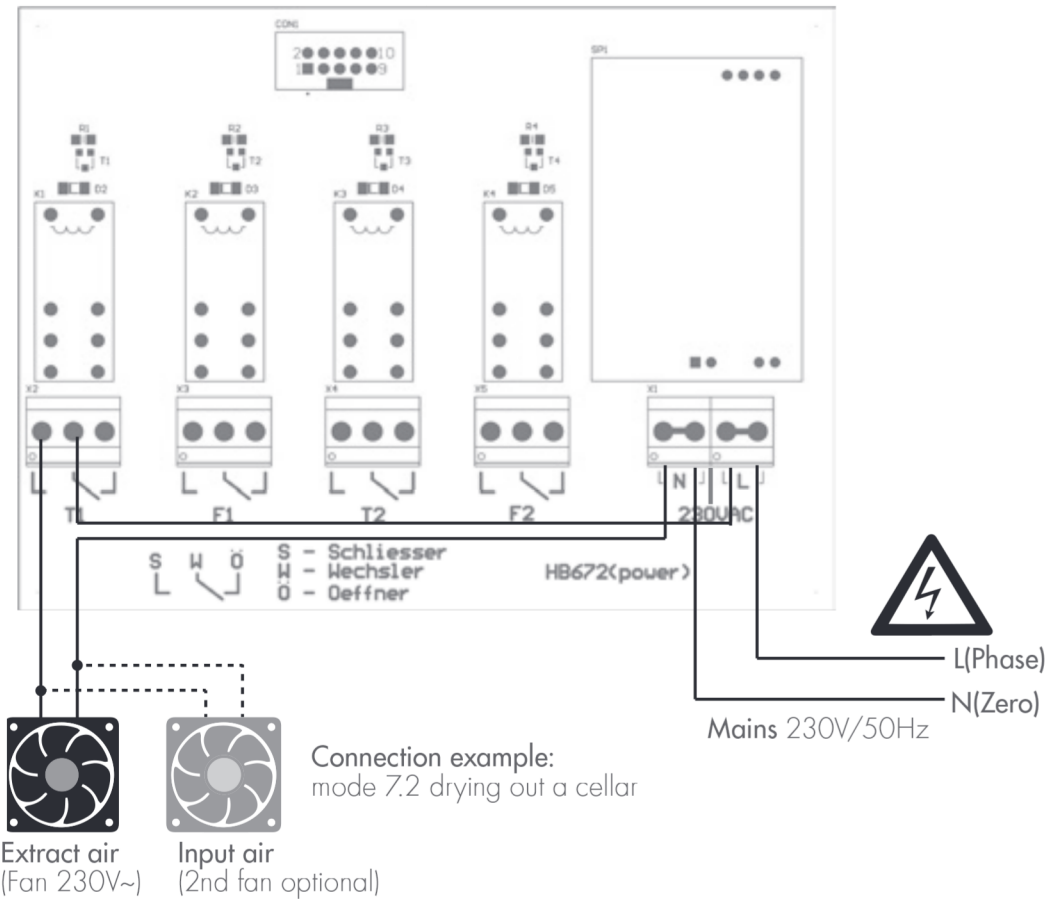 CON1
2 10
1 9
SP1
R1 R2 R3 R4
T1 T2 T3 T4
D2 D3 D4 D5
K1 K2 K3 K4
X2 X3 X4 X5 X1
N L
T1 F1 T2 F2 230VAC
S W Ö
S - Schliesser
W - Wechsler
Ö - Oeffner
HB672(power)
L(Phase)
N(Zero)
Mains 230V/50Hz
Connection example:
mode 7.2 drying out a cellar
Extract air
(Fan 230V~)
Input air
(2nd fan optional)